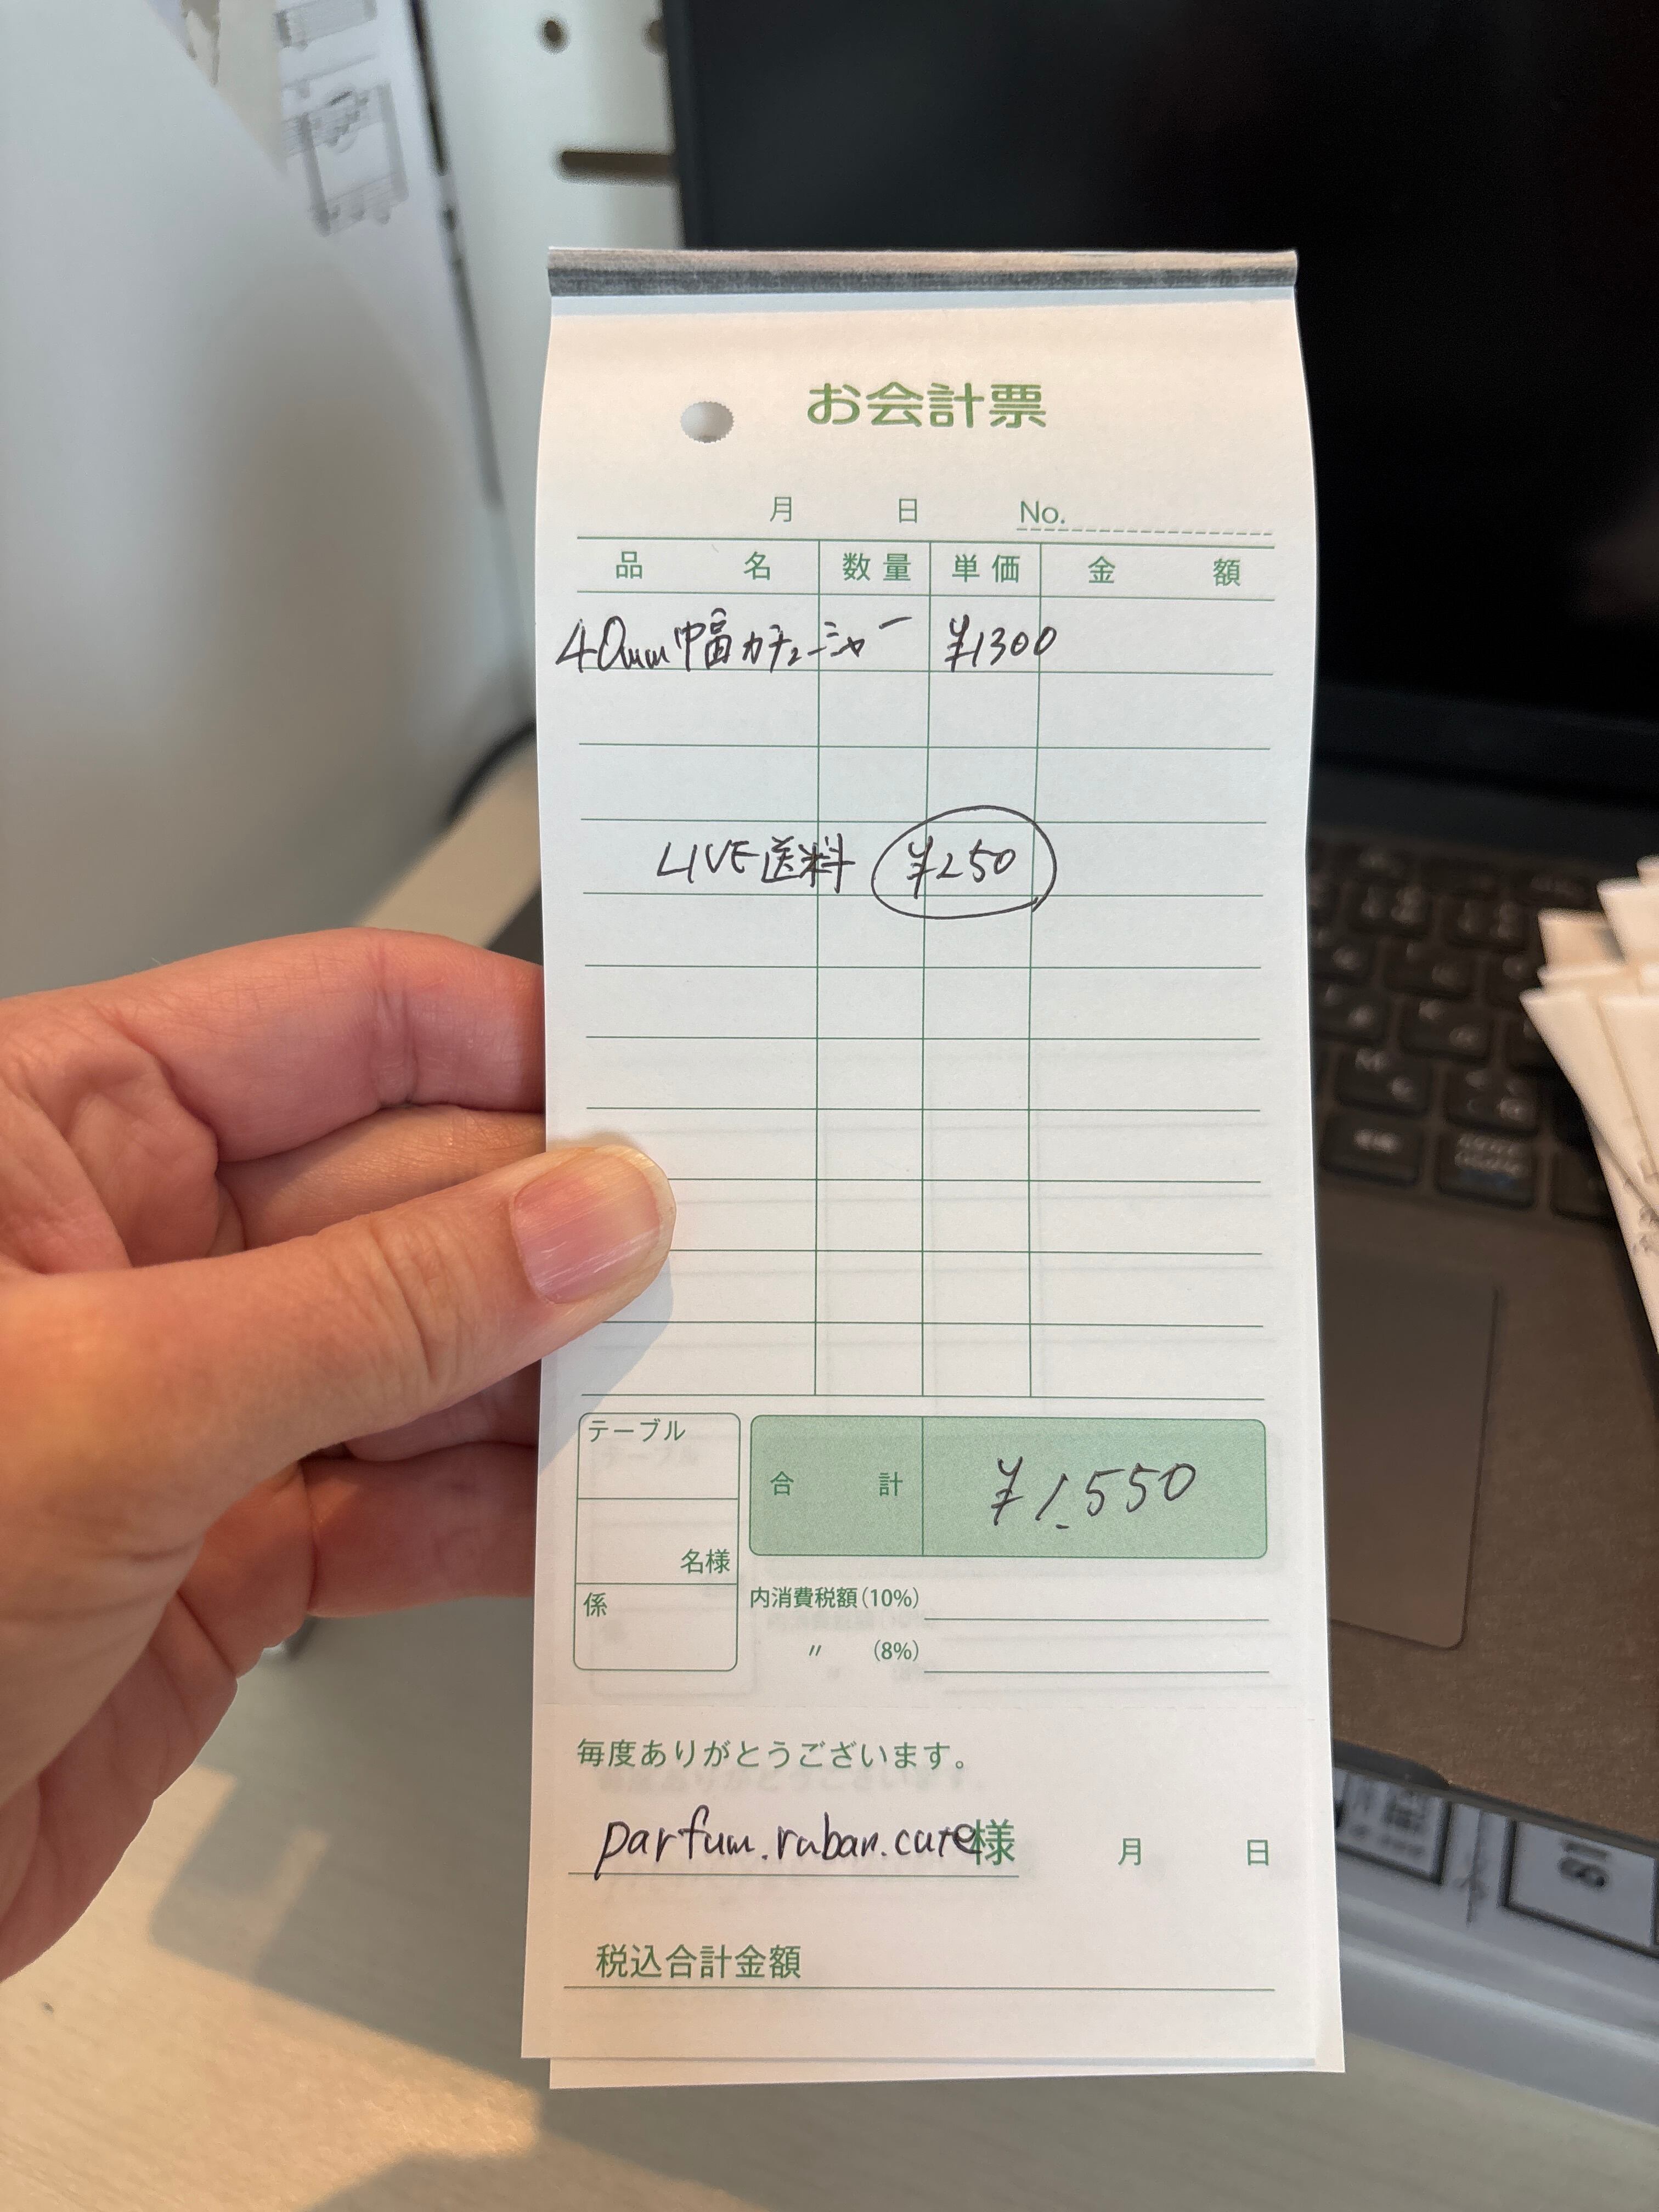 お会計票
月 日 No.
品名 数量 単価 金額
40mm幅カチューシャー ¥1300
LIVE送料 ¥250
テーブル
合計 ¥1,550
名様
係
内消費税額(10%)
〃 (8%)
毎度ありがとうございます。
parfum.ruban.cure様 月 日
税込合計金額